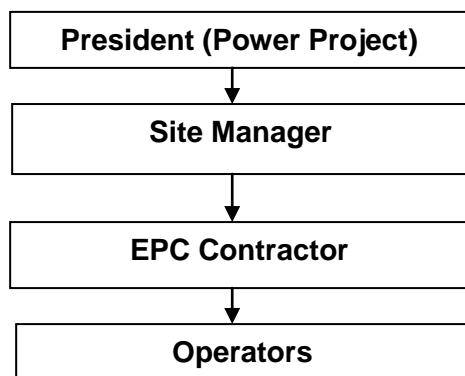 President (Power Project)
Site Manager
EPC Contractor
Operators